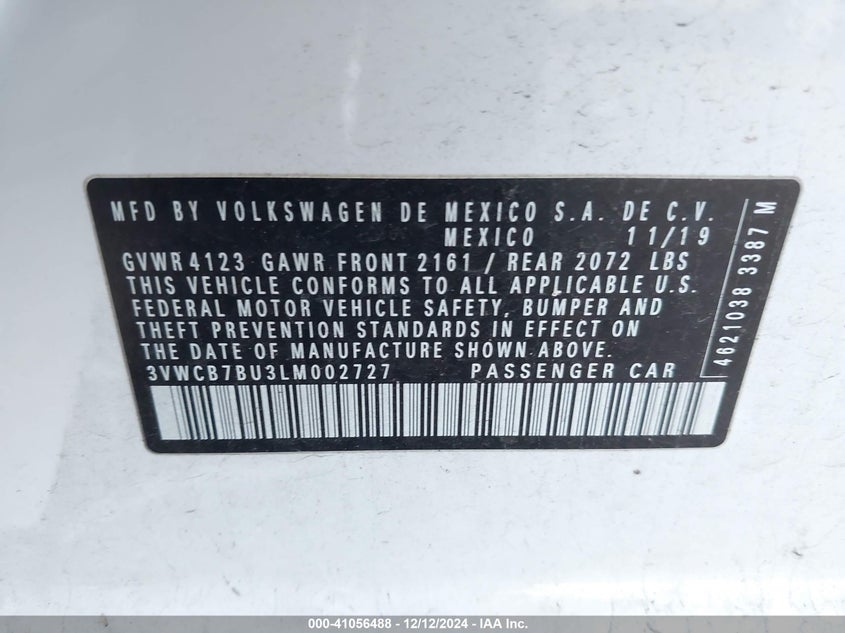 MFD BY VOLKSWAGEN DE MEXICO S.A. DE C.V.
MEXICO 11/19
GVWR 4123 GAWR FRONT 2161 / REAR 2072 LBS
THIS VEHICLE CONFORMS TO ALL APPLICABLE U.S.
FEDERAL MOTOR VEHICLE SAFETY, BUMPER AND
THEFT PREVENTION STANDARDS IN EFFECT ON
THE DATE OF MANUFACTURE SHOWN ABOVE.
3VWCB7BU3LM002727 PASSENGER CAR
4621038 3387 M
000-41056488 - 12/12/2024 - IAA Inc.